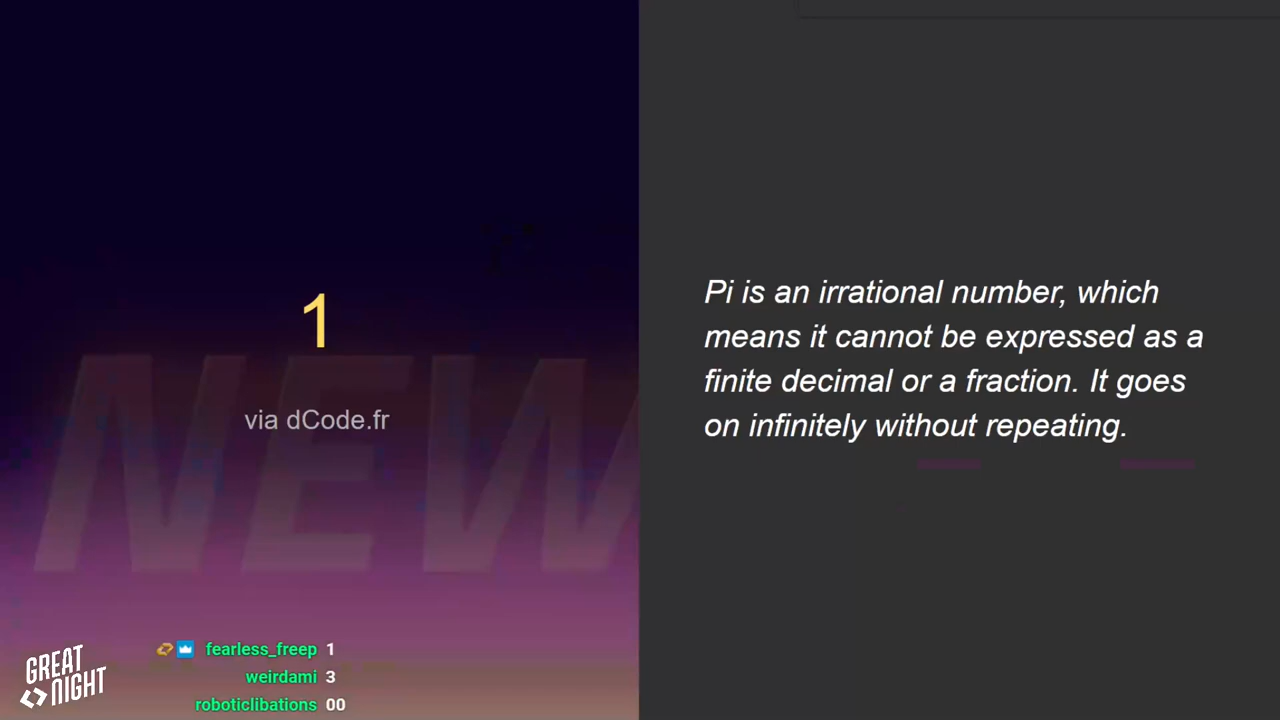 1
via dCode.fr
NEW
Pi is an irrational number, which
means it cannot be expressed as a
finite decimal or a fraction. It goes
on infinitely without repeating.
fearless_freep 1
weirdami 3
roboticlibations 00
GREAT
NIGHT